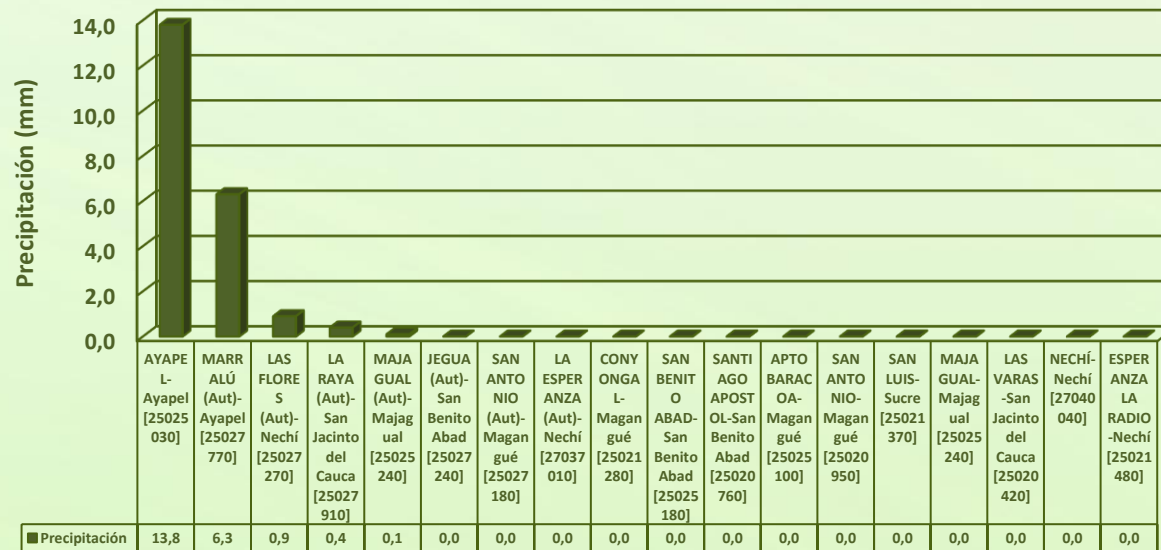 14,0
12,0
10,0
8,0
6,0
4,0
2,0
0,0
Precipitación (mm)
AYAPE
L-
Ayapel
[25025
030]
MARR
ALÚ
(Aut)-
Ayapel
[25027
770]
LAS
FLORE
S
(Aut)-
Nechí
[25027
270]
LA
RAYA
(Aut)-
San
Jacinto
del
Cauca
[25027
910]
MAJA
GUAL
(Aut)-
Majag
ual
[25025
240]
JEGUA
(Aut)-
San
Benito
Abad
[25027
240]
SAN
ANTO
NIO
(Aut)-
Magan
gué
[25027
180]
LA
ESPER
ANZA
(Aut)-
Nechí
[27037
010]
CONY
ONGA
L-
Magan
gué
[25021
280]
SAN
BENIT
O
ABAD-
San
Benito
Abad
[25025
180]
SANTI
AGO
APOST
OL-San
Benito
Abad
[25020
760]
APTO
BARAC
OA-
Magan
gué
[25025
100]
SAN
ANTO
NIO-
Magan
gué
[25020
950]
SAN
LUIS-
Sucre
[25021
370]
MAJA
GUAL-
Majag
ual
[25025
240]
LAS
VARAS
-San
Jacinto
del
Cauca
[25020
420]
NECHÍ-
Nechí
[27040
040]
ESPER
ANZA
LA
RADIO
-Nechí
[25021
480]
Precipitación 13,8 6,3 0,9 0,4 0,1 0,0 0,0 0,0 0,0 0,0 0,0 0,0 0,0 0,0 0,0 0,0 0,0 0,0